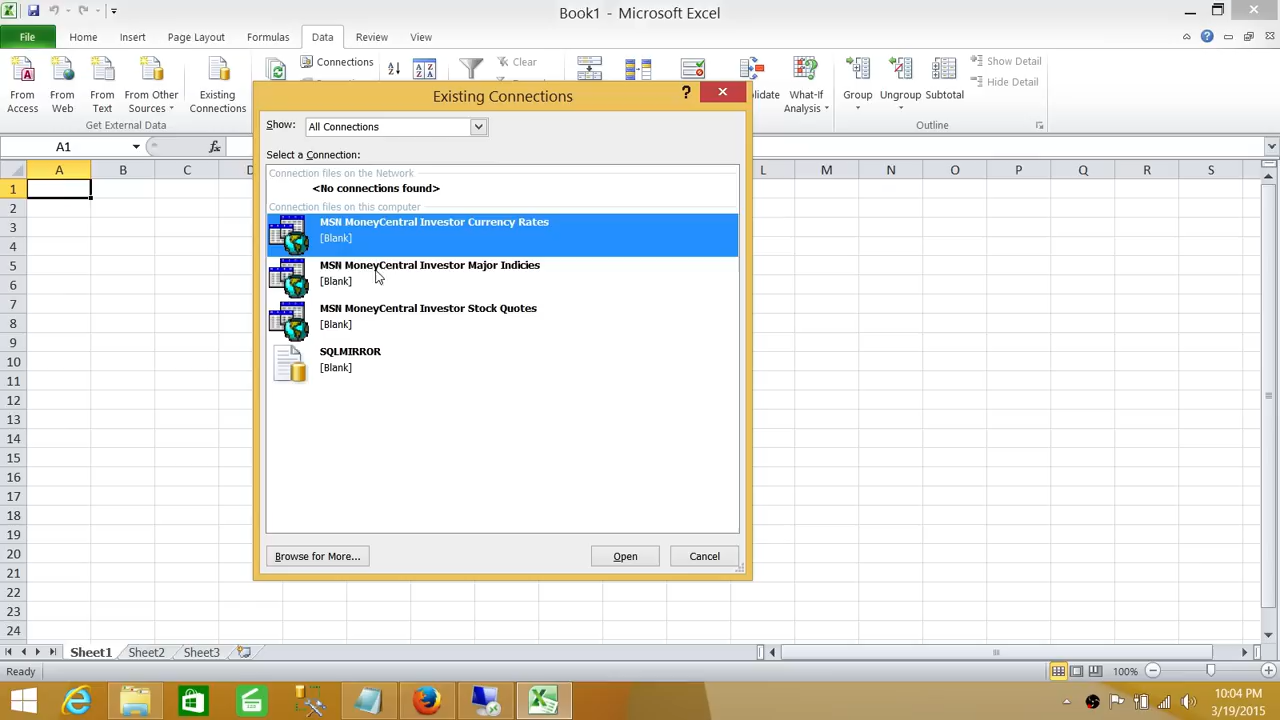 Book1 - Microsoft Excel
File Home Insert Page Layout Formulas Data Review View
From Access
From Web
From Text
From Other Sources
Existing Connections
Connections
Clear
What-If Analysis
Group
Ungroup
Subtotal
Show Detail
Hide Detail
Get External Data
Outline
Existing Connections
?
Show: All Connections
Select a Connection:
Connection files on the Network
<No connections found>
Connection files on this computer
MSN MoneyCentral Investor Currency Rates
[Blank]
MSN MoneyCentral Investor Major Indicies
[Blank]
MSN MoneyCentral Investor Stock Quotes
[Blank]
SQLMIRROR
[Blank]
Browse for More... Open Cancel
A1 fx
A B C L M N O P Q R S
1
2
3
4
5
6
7
8
9
10
11
12
13
14
15
16
17
18
19
20
21
22
23
24
Sheet1 Sheet2 Sheet3
Ready 100%
10:04 PM
3/19/2015